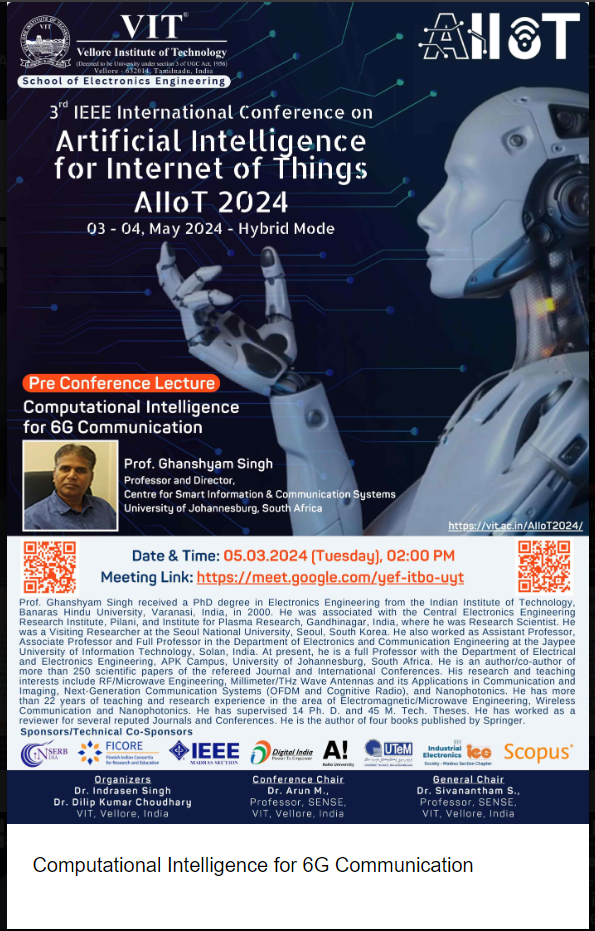 VIT®
Vellore Institute of Technology
(Deemed to be University under section 3 of UGC Act, 1956)
Vellore - 632014, Tamilnadu, India
School of Electronics Engineering
AIIoT
3rd IEEE International Conference on
Artificial Intelligence
for Internet of Things
AIIoT 2024
03 - 04, May 2024 - Hybrid Mode
Pre Conference Lecture
Computational Intelligence
for 6G Communication
Prof. Ghanshyam Singh
Professor and Director,
Centre for Smart Information & Communication Systems
University of Johannesburg, South Africa
https://vit.ac.in/AIIoT2024/
Date & Time: 05.03.2024 (Tuesday), 02:00 PM
Meeting Link: https://meet.google.com/yef-itbo-uyt
Prof. Ghanshyam Singh received a PhD degree in Electronics Engineering from the Indian Institute of Technology,
Banaras Hindu University, Varanasi, India, in 2000. He was associated with the Central Electronics Engineering
Research Institute, Pilani, and Institute for Plasma Research, Gandhinagar, India, where he was Research Scientist. He
was a Visiting Researcher at the Seoul National University, Seoul, South Korea. He also worked as Assistant Professor,
Associate Professor and Full Professor in the Department of Electronics and Communication Engineering at the Jaypee
University of Information Technology, Solan, India. At present, he is a full Professor with the Department of Electrical
and Electronics Engineering, APK Campus, University of Johannesburg, South Africa. He is an author/co-author of
more than 250 scientific papers of the refereed Journal and International Conferences. His research and teaching
interests include RF/Microwave Engineering, Millimeter/THz Wave Antennas and its Applications in Communication and
Imaging, Next-Generation Communication Systems (OFDM and Cognitive Radio), and Nanophotonics. He has more
than 22 years of teaching and research experience in the area of Electromagnetic/Microwave Engineering, Wireless
Communication and Nanophotonics. He has supervised 14 Ph. D. and 45 M. Tech. Theses. He has worked as a
reviewer for several reputed Journals and Conferences. He is the author of four books published by Springer.
Sponsors/Technical Co-Sponsors
NTSERB
INDIA
FICORE
Finnish Indian Consortia
for Research and Education
IEEE
MADRAS SECTION
Digital India
Power To Empower
A!
Aalto University
UTeM
Industrial
Electronics
Society - Madras Section Chapter
Scopus
Organizers
Dr. Indrasen Singh
Dr. Dilip Kumar Choudhary
VIT, Vellore, India
Conference Chair
Dr. Arun M.,
Professor, SENSE,
VIT, Vellore, India
General Chair
Dr. Sivanantham S.,
Professor, SENSE,
VIT, Vellore, India
Computational Intelligence for 6G Communication